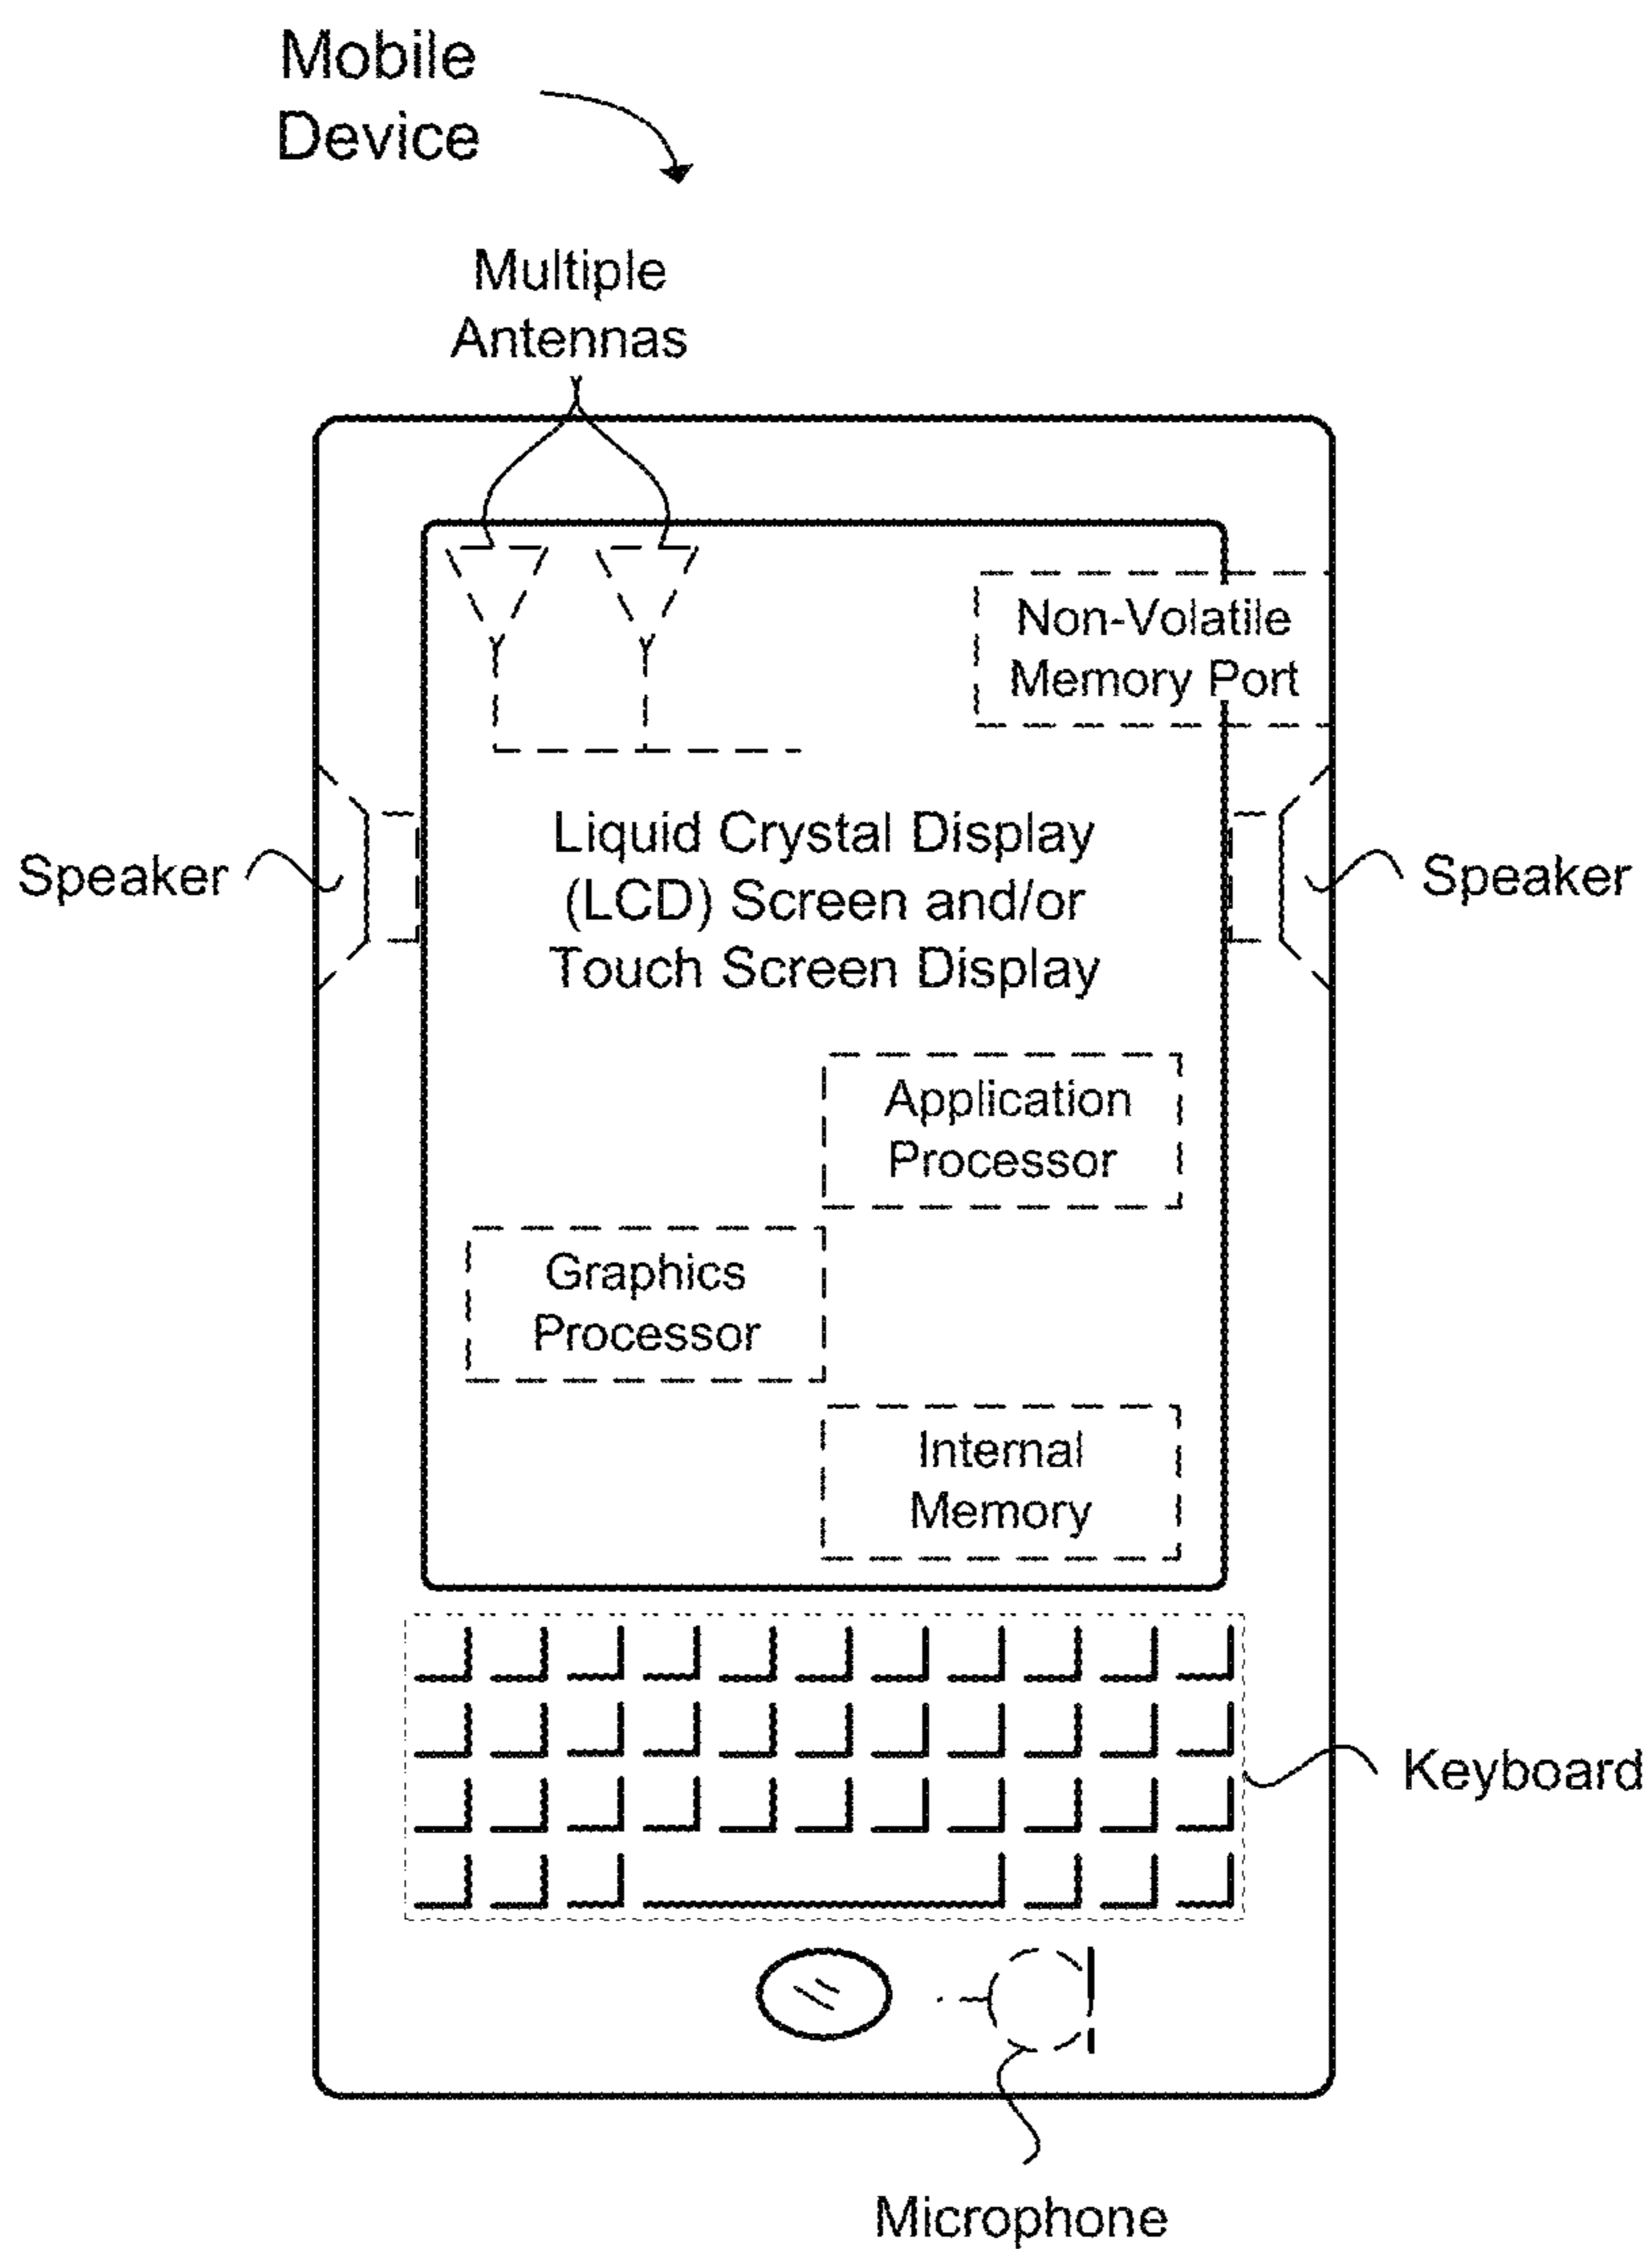 Mobile
Device
Multiple
Antennas
Non-Volatile
Memory Port
Liquid Crystal Display
(LCD) Screen and/or
Touch Screen Display
Speaker
Speaker
Application
Processor
Graphics
Processor
Internal
Memory
Keyboard
Microphone